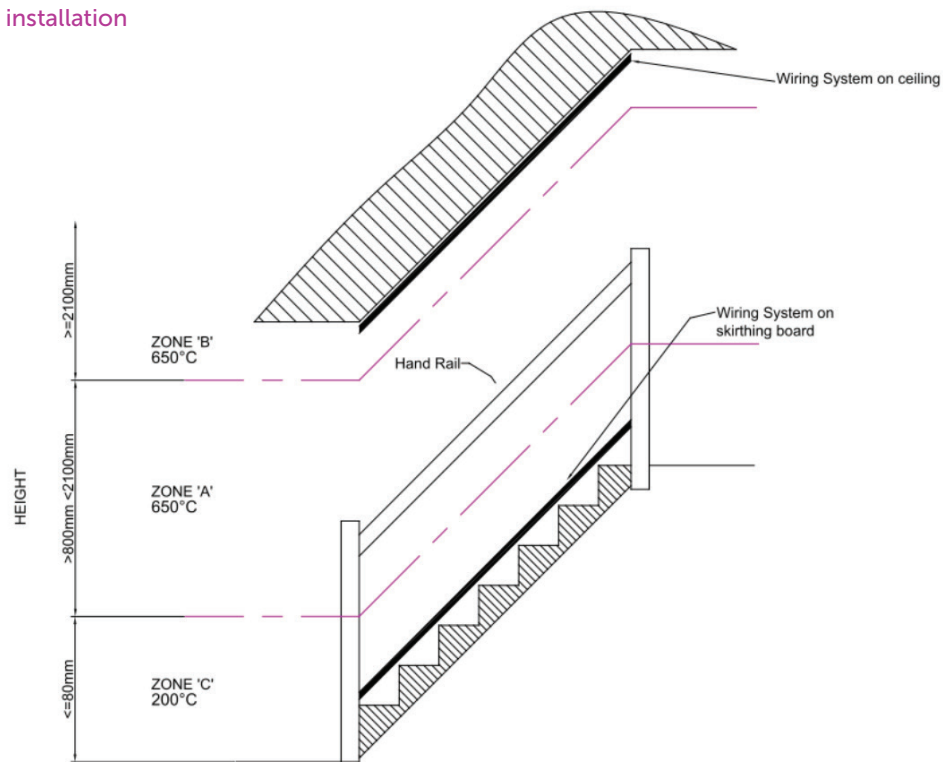 installation
Wiring System on ceiling
>=2100mm
ZONE 'B'
650°C
Wiring System on
skirthing board
Hand Rail
HEIGHT
>800mm <2100mm
ZONE 'A'
650°C
<=80mm
ZONE 'C'
200°C